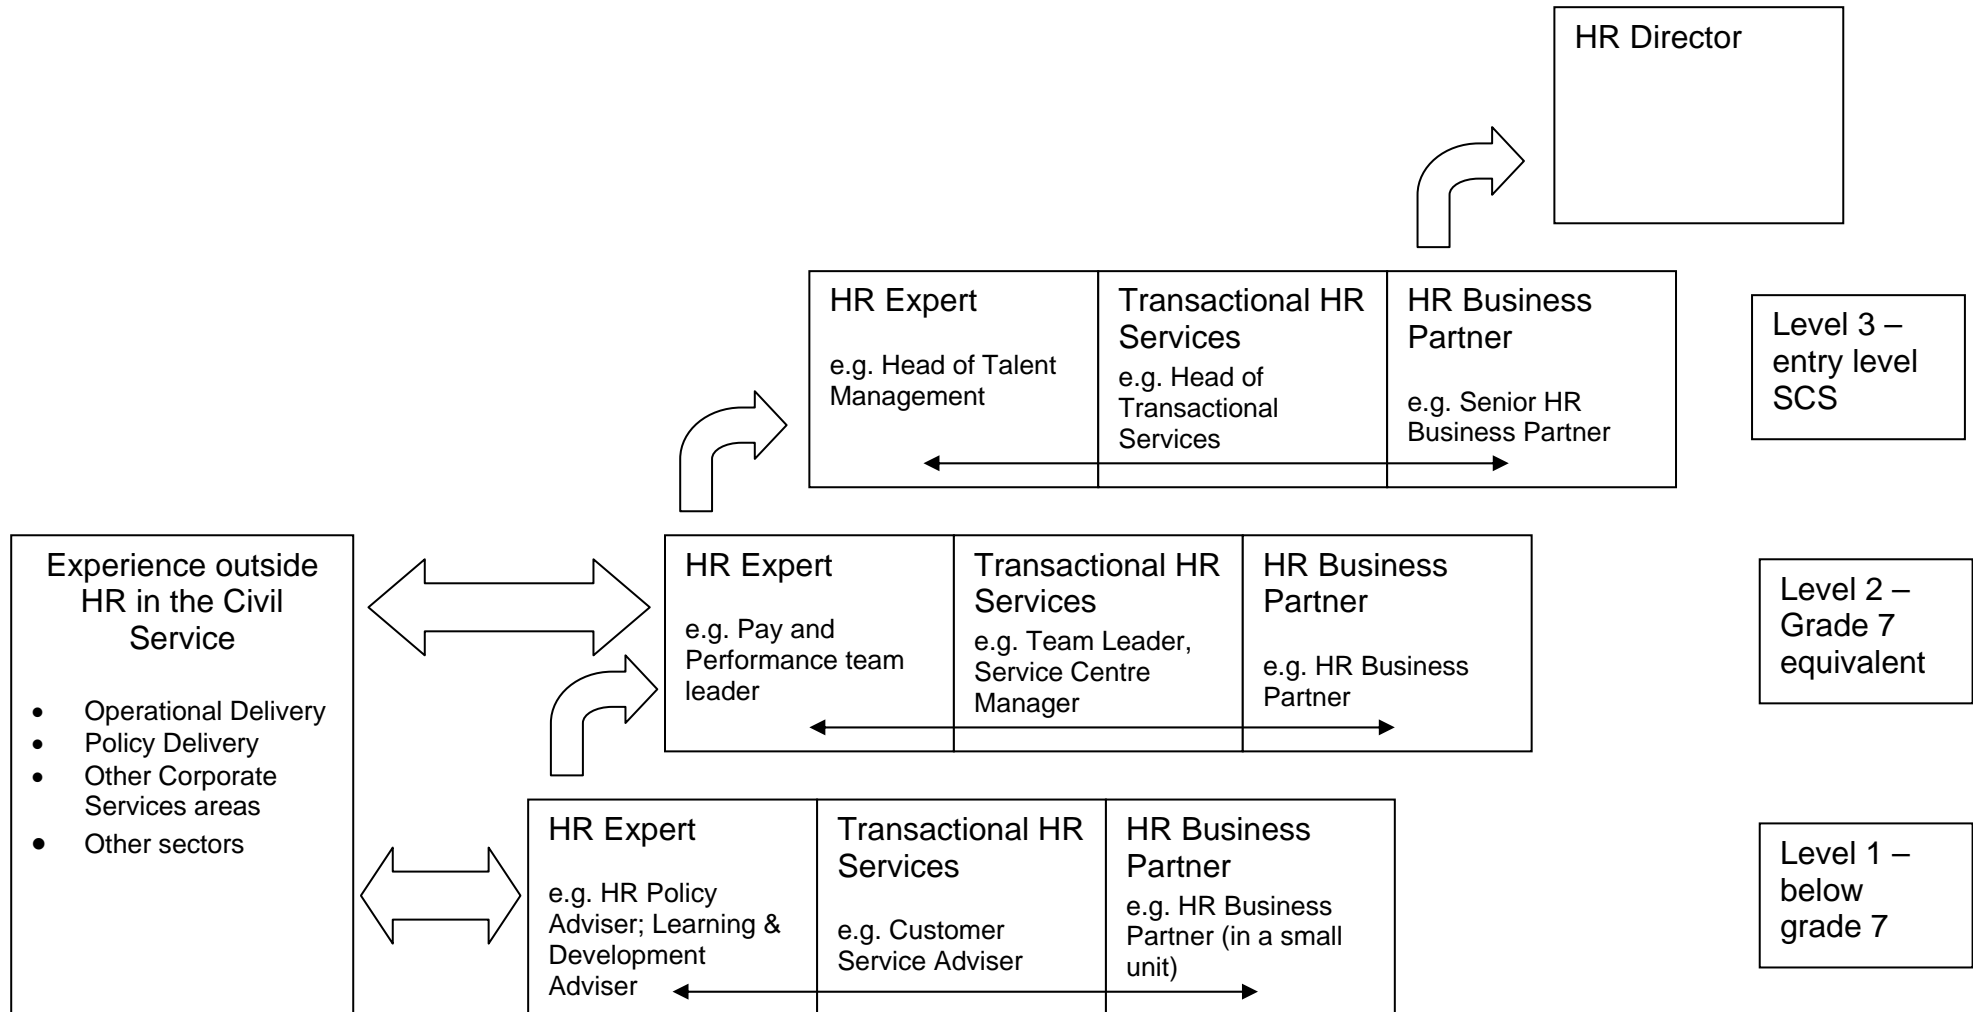 HR Director
HR Expert
e.g. Head of Talent
Management
Transactional HR
Services
e.g. Head of
Transactional
Services
HR Business
Partner
e.g. Senior HR
Business Partner
Level 3 –
entry level
SCS
Experience outside
HR in the Civil
Service
• Operational Delivery
• Policy Delivery
• Other Corporate
Services areas
• Other sectors
HR Expert
e.g. Pay and
Performance team
leader
Transactional HR
Services
e.g. Team Leader,
Service Centre
Manager
HR Business
Partner
e.g. HR Business
Partner
Level 2 –
Grade 7
equivalent
HR Expert
e.g. HR Policy
Adviser; Learning &
Development
Adviser
Transactional HR
Services
e.g. Customer
Service Adviser
HR Business
Partner
e.g. HR Business
Partner (in a small
unit)
Level 1 –
below
grade 7